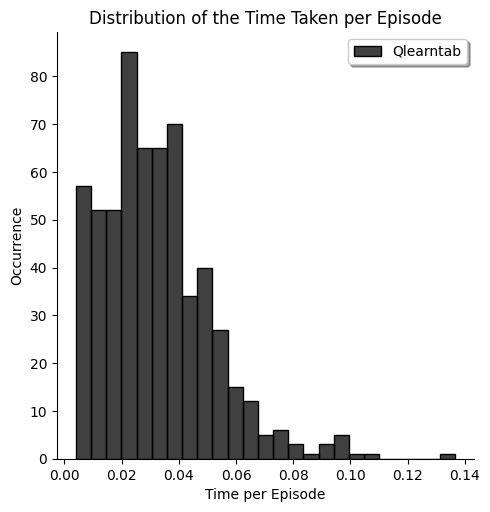 Distribution of the Time Taken per Episode
Qlearntab
80
70
60
50
40
30
20
10
0
Occurrence
0.00 0.02 0.04 0.06 0.08 0.10 0.12 0.14
Time per Episode